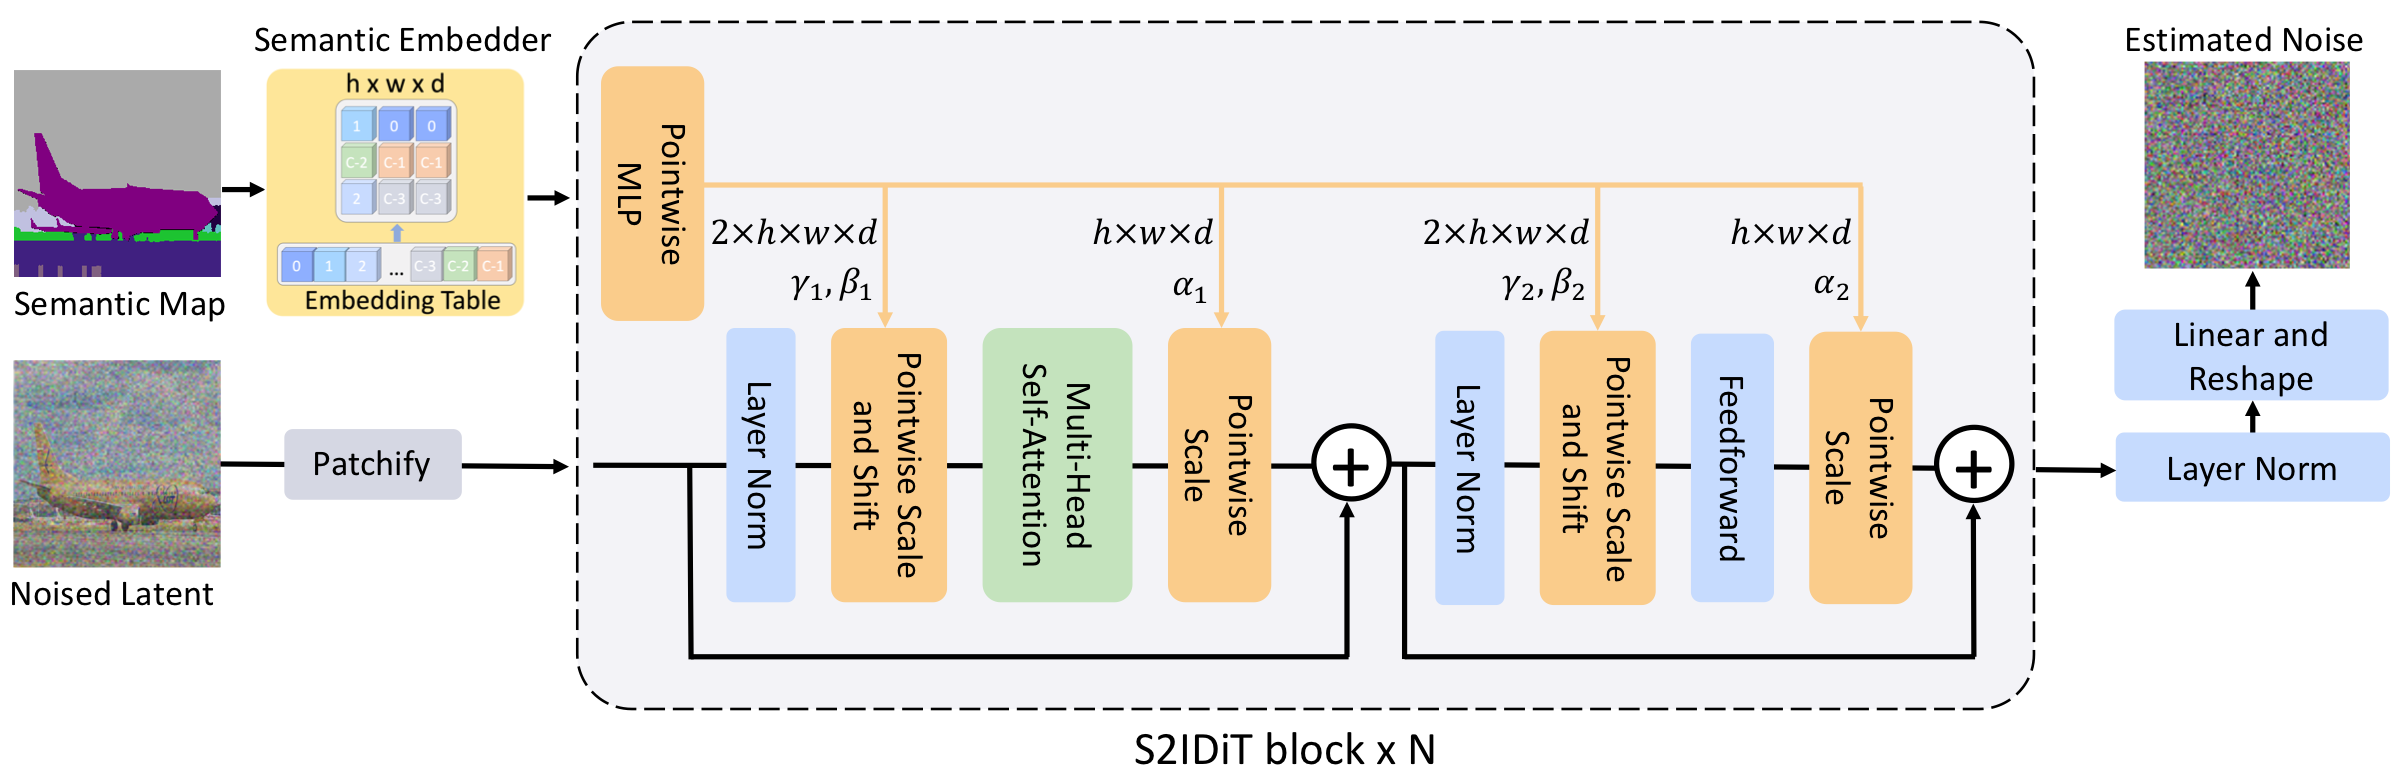 Semantic Embedder
h x w x d
1 0 0
C-2 C-1 C-1
2 C-3 C-3
0 1 2 ... C-3 C-2 C-1
Embedding Table
Semantic Map
Noised Latent
Patchify
Pointwise
MLP
2×h×w×d
γ₁, β₁
h×w×d
α₁
2×h×w×d
γ₂, β₂
h×w×d
α₂
Layer Norm
Pointwise Scale
and Shift
Multi-Head
Self-Attention
Pointwise
Scale
+
Layer Norm
Pointwise Scale
and Shift
Feedforward
Pointwise
Scale
+
S2IDiT block x N
Estimated Noise
Linear and
Reshape
Layer Norm